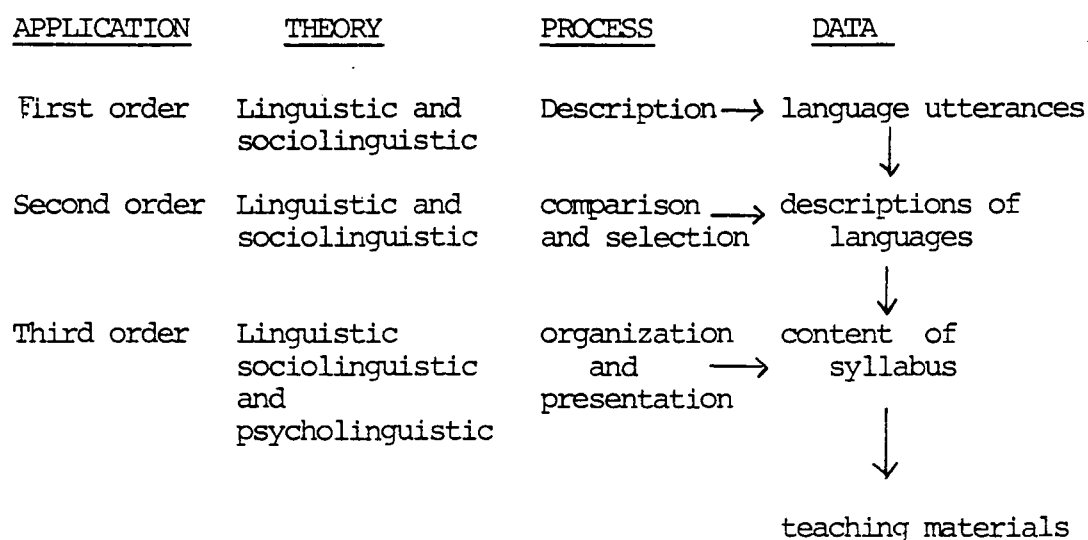 APPLICATION THEORY PROCESS DATA
First order Linguistic and Description → language utterances
sociolinguistic
↓
Second order Linguistic and comparison → descriptions of
sociolinguistic and selection languages
↓
Third order Linguistic organization content of
sociolinguistic and → syllabus
and presentation
psycholinguistic
↓
teaching materials